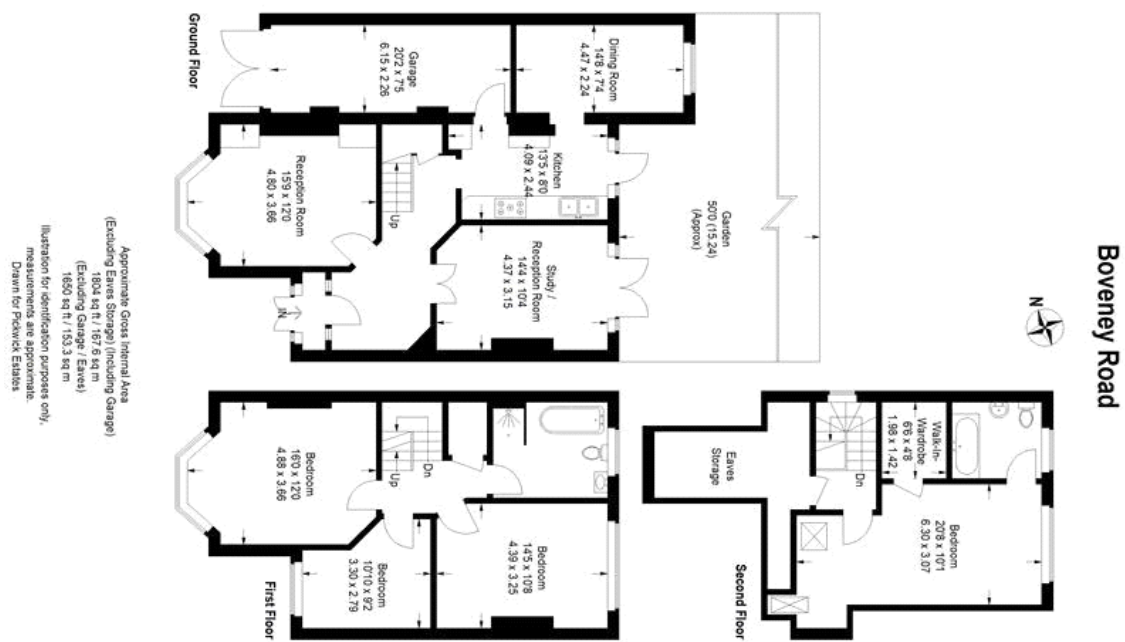 Boveney Road
N
Garden
50'0 (15.24)
(Approx)
Dining Room
14'8 x 7'4
4.47 x 2.24
Kitchen
13'5 x 8'0
4.09 x 2.44
Study /
Reception Room
14'4 x 10'4
4.37 x 3.15
Garage
20'2 x 7'5
6.15 x 2.26
Up
Reception Room
15'9 x 12'0
4.80 x 3.66
IN
Ground Floor
Bedroom
14'5 x 10'8
4.39 x 3.25
Dn
Up
Bedroom
16'0 x 12'0
4.88 x 3.66
Bedroom
10'10 x 9'2
3.30 x 2.79
First Floor
Walk-In-
Wardrobe
6'6 x 4'8
1.98 x 1.42
Bedroom
20'8 x 10'1
6.30 x 3.07
Dn
Eaves
Storage
Second Floor
Approximate Gross Internal Area
(Excluding Eaves Storage) (Including Garage)
1804 sq ft / 167.6 sq m
(Excluding Garage / Eaves)
1650 sq ft / 153.3 sq m
Illustration for identification purposes only,
measurements are approximate.
Drawn for Pickwick Estates